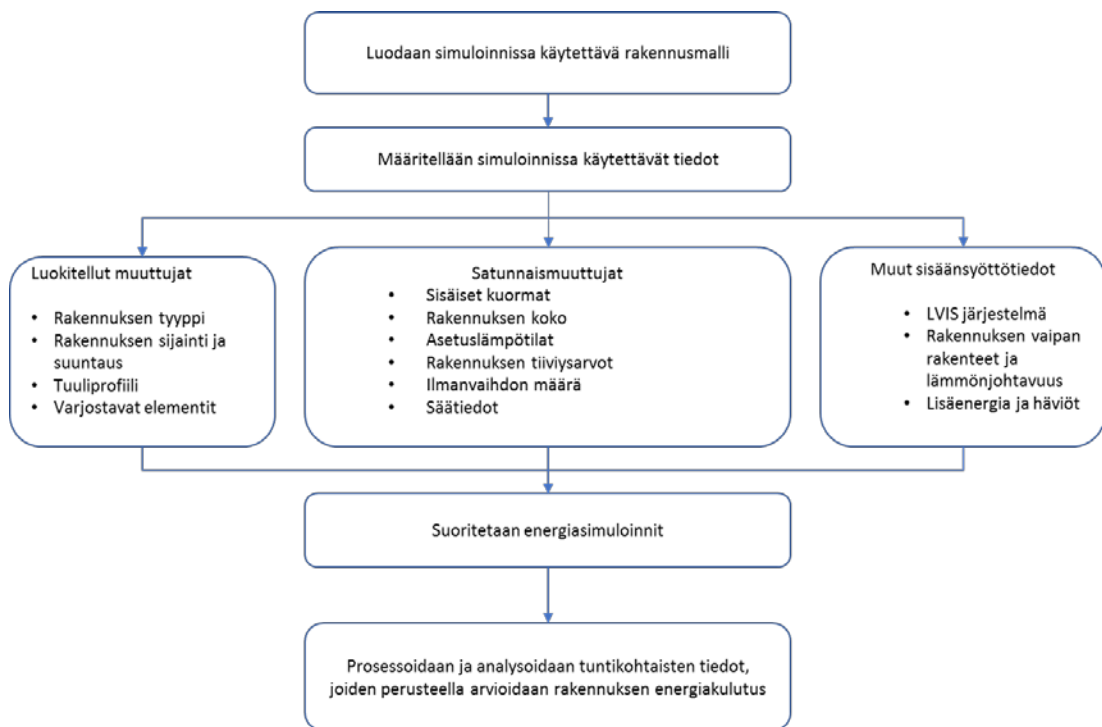 Luodaan simuloinnissa käytettävä rakennusmalli
Määritellään simuloinnissa käytettävät tiedot
Luokitellut muuttujat
• Rakennuksen tyyppi
• Rakennuksen sijainti ja
suuntaus
• Tuuliprofiili
• Varjostavat elementit
Satunnaismuuttujat
• Sisäiset kuormat
• Rakennuksen koko
• Asetuslämpötilat
• Rakennuksen tiiviysarvot
• Ilmanvaihdon määrä
• Säätiedot
Muut sisäänsyöttötiedot
• LVIS järjestelmä
• Rakennuksen vaipan
rakenteet ja
lämmönjohtavuus
• Lisäenergia ja häviöt
Suoritetaan energiasimuloinnit
Prosessoidaan ja analysoidaan tuntikohtaisten tiedot,
joiden perusteella arvioidaan rakennuksen energiakulutus